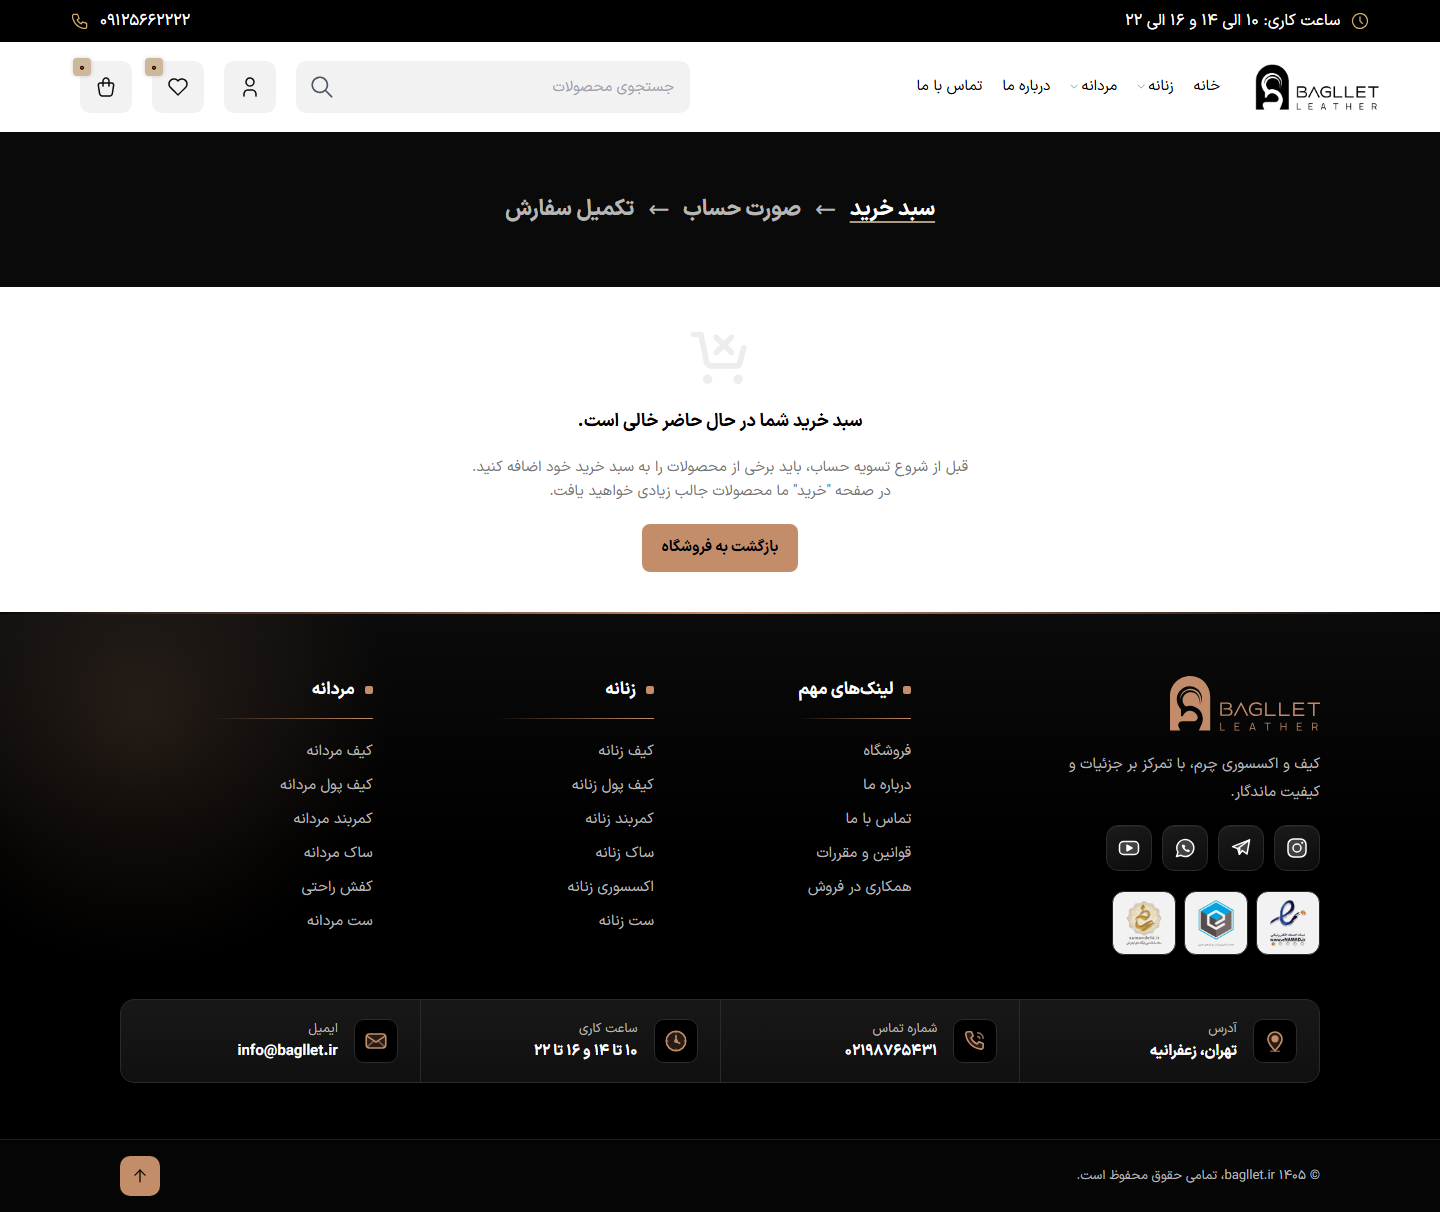 ساعت کاری: ۱۰ الی ۱۴ و ۱۶ الی ۲۲
۰۹۱۲۵۶۶۲۲۲۲
BAGLLET
LEATHER
خانه
زنانه
مردانه
درباره ما
تماس با ما
جستجوی محصولات
۰
۰
سبد خرید ← صورت حساب ← تکمیل سفارش
سبد خرید شما در حال حاضر خالی است.
قبل از شروع تسویه حساب، باید برخی از محصولات را به سبد خرید خود اضافه کنید.
در صفحه "خرید" ما محصولات جالب زیادی خواهید یافت.
بازگشت به فروشگاه
BAGLLET
LEATHER
کیف و اکسسوری چرم، با تمرکز بر جزئیات و
کیفیت ماندگار.
لینک‌های مهم
فروشگاه
درباره ما
تماس با ما
قوانین و مقررات
همکاری در فروش
زنانه
کیف زنانه
کیف پول زنانه
کمربند زنانه
ساک زنانه
اکسسوری زنانه
ست زنانه
مردانه
کیف مردانه
کیف پول مردانه
کمربند مردانه
ساک مردانه
کفش راحتی
ست مردانه
آدرس
تهران، زعفرانیه
شماره تماس
۰۲۱۹۸۷۶۵۴۳۱
ساعت کاری
۱۰ تا ۱۴ و ۱۶ تا ۲۲
ایمیل
info@bagllet.ir
© ۱۴۰۵ bagllet.ir، تمامی حقوق محفوظ است.